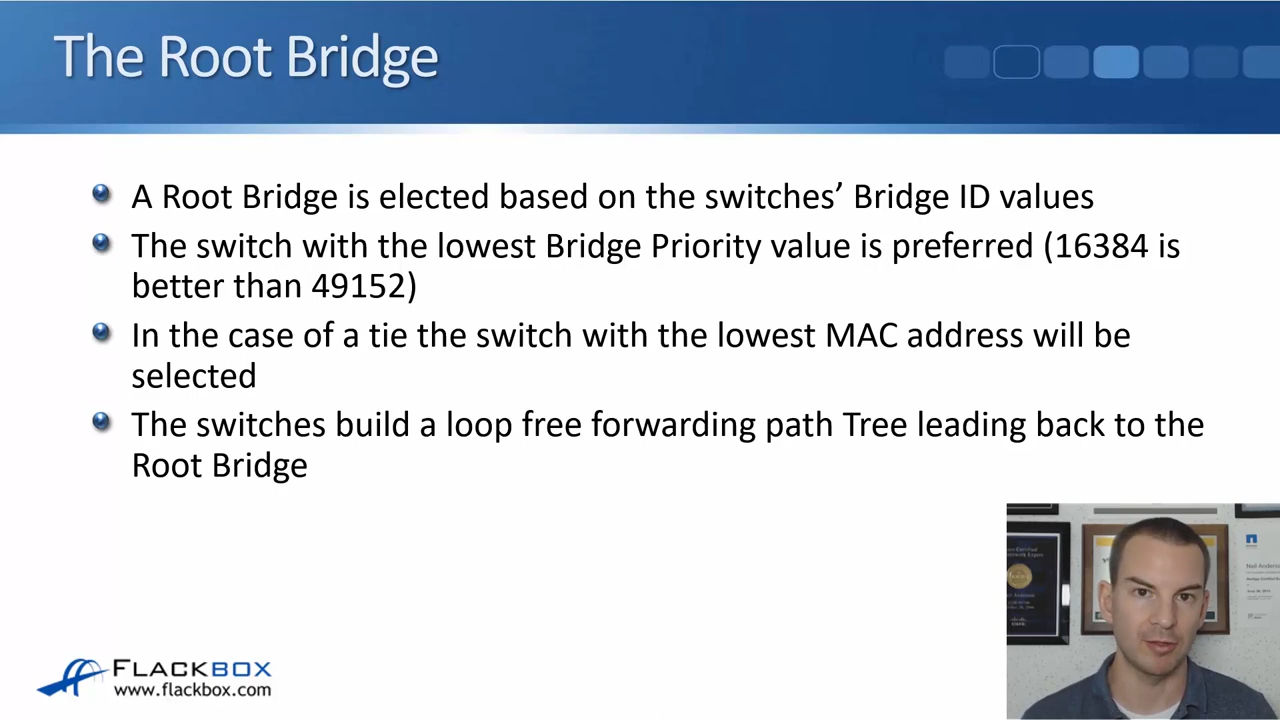 The Root Bridge
A Root Bridge is elected based on the switches’ Bridge ID values
The switch with the lowest Bridge Priority value is preferred (16384 is
better than 49152)
In the case of a tie the switch with the lowest MAC address will be
selected
The switches build a loop free forwarding path Tree leading back to the
Root Bridge
FLACKBOX
www.flackbox.com